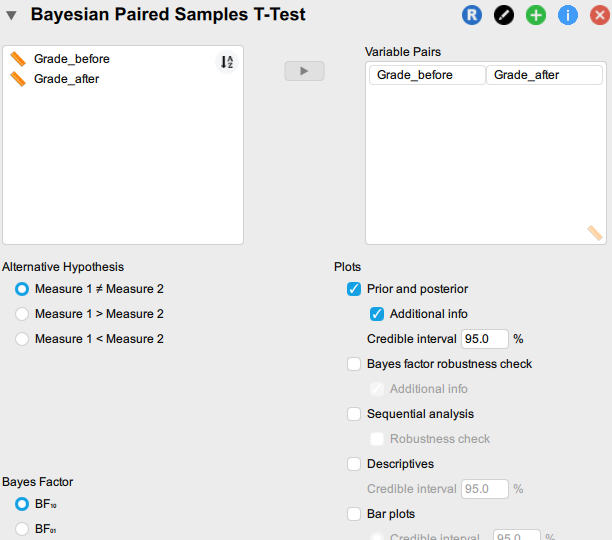 Bayesian Paired Samples T-Test
R
i
Grade_before
Grade_after
A
Z
Variable Pairs
Grade_before Grade_after
Alternative Hypothesis
Measure 1 ≠ Measure 2
Measure 1 > Measure 2
Measure 1 < Measure 2
Plots
Prior and posterior
Additional info
Credible interval 95.0 %
Bayes factor robustness check
Additional info
Sequential analysis
Robustness check
Descriptives
Credible interval 95.0 %
Bar plots
Credible interval 95.0 %
Bayes Factor
BF₁₀
BF₀₁